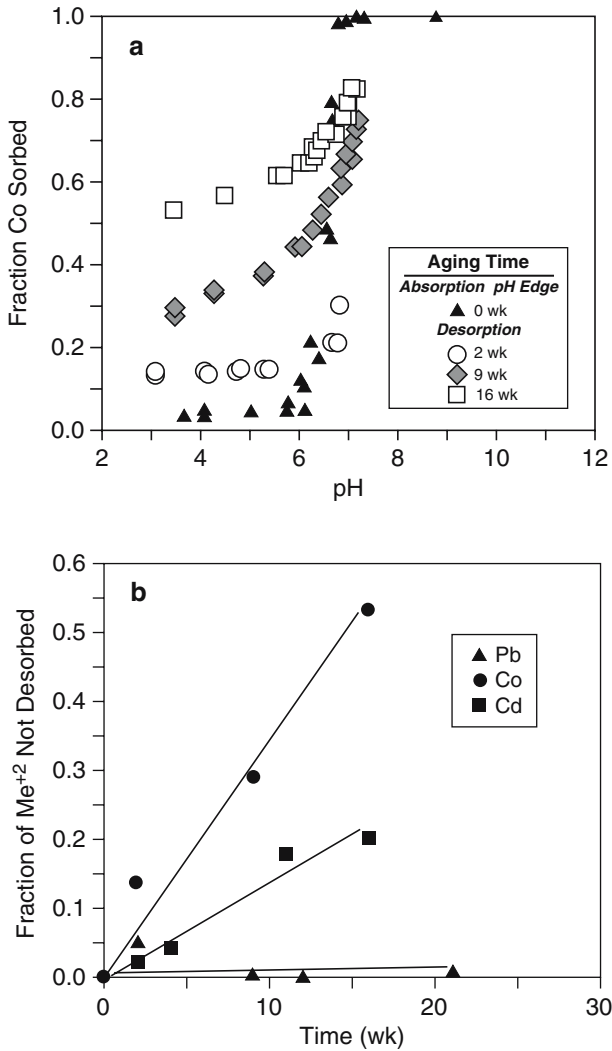 a
1.0
0.8
0.6
0.4
0.2
0.0
Fraction Co Sorbed
2 4 6 8 10 12
pH
Aging Time
Absorption pH Edge
0 wk
Desorption
2 wk
9 wk
16 wk
b
0.6
0.5
0.4
0.3
0.2
0.1
0.0
Fraction of Me+2 Not Desorbed
0 10 20 30
Time (wk)
Pb
Co
Cd